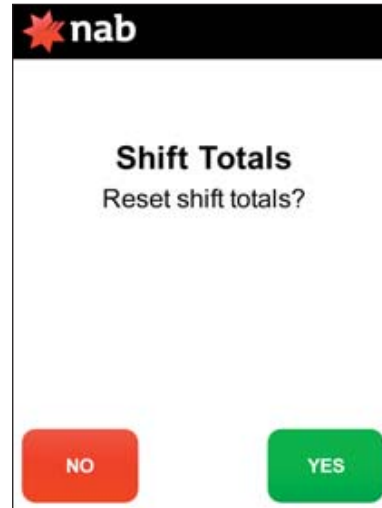 nab
Shift Totals
Reset shift totals?
NO
YES